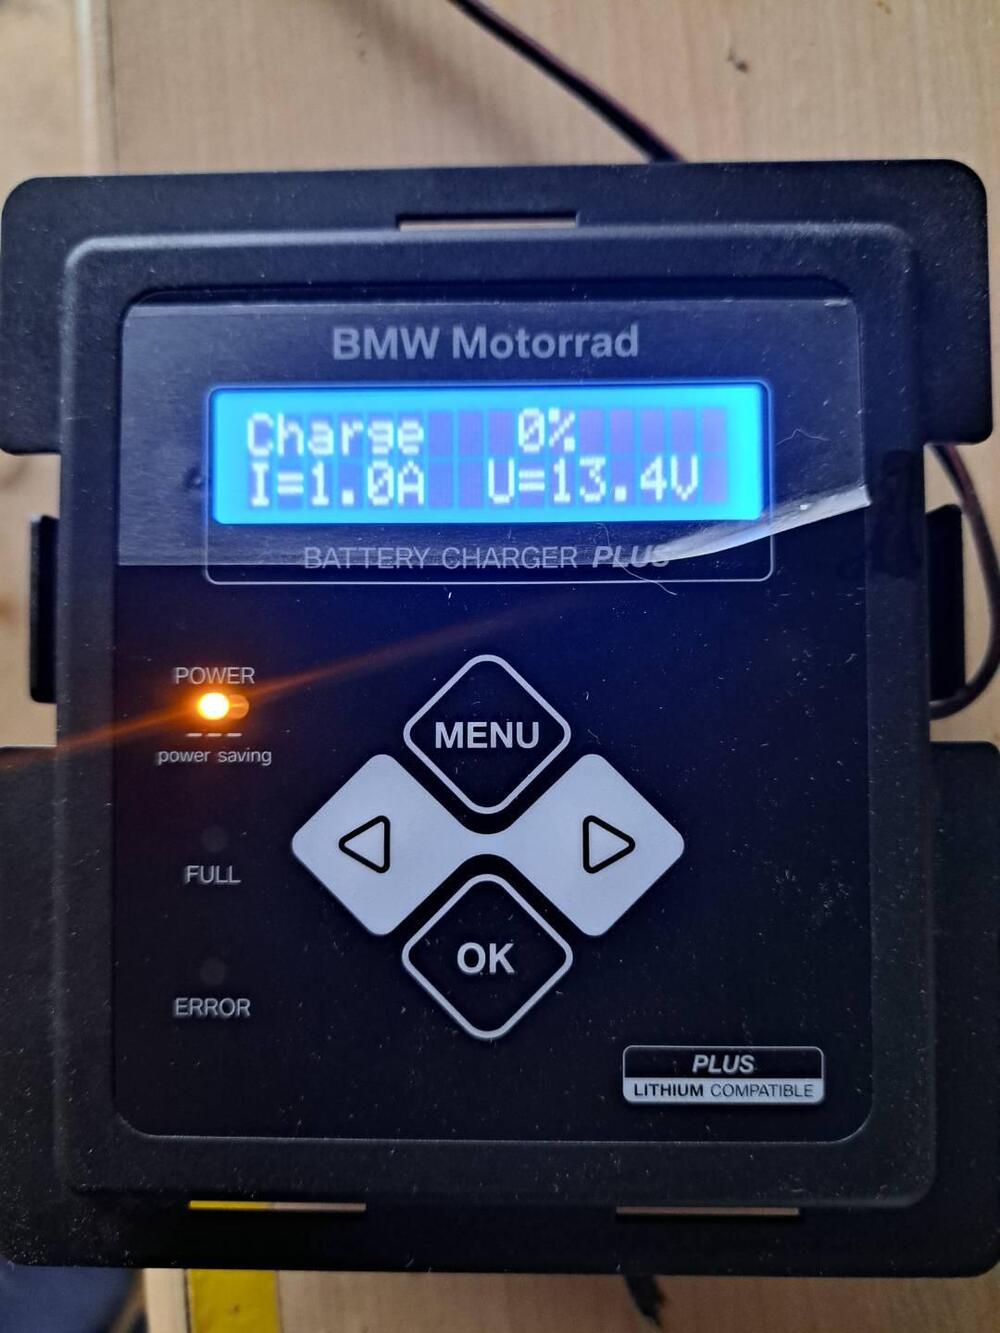 BMW Motorrad
Charge 0%
I=1.0A U=13.4V
BATTERY CHARGER PLUS
POWER
power saving
MENU
FULL
OK
ERROR
PLUS
LITHIUM COMPATIBLE